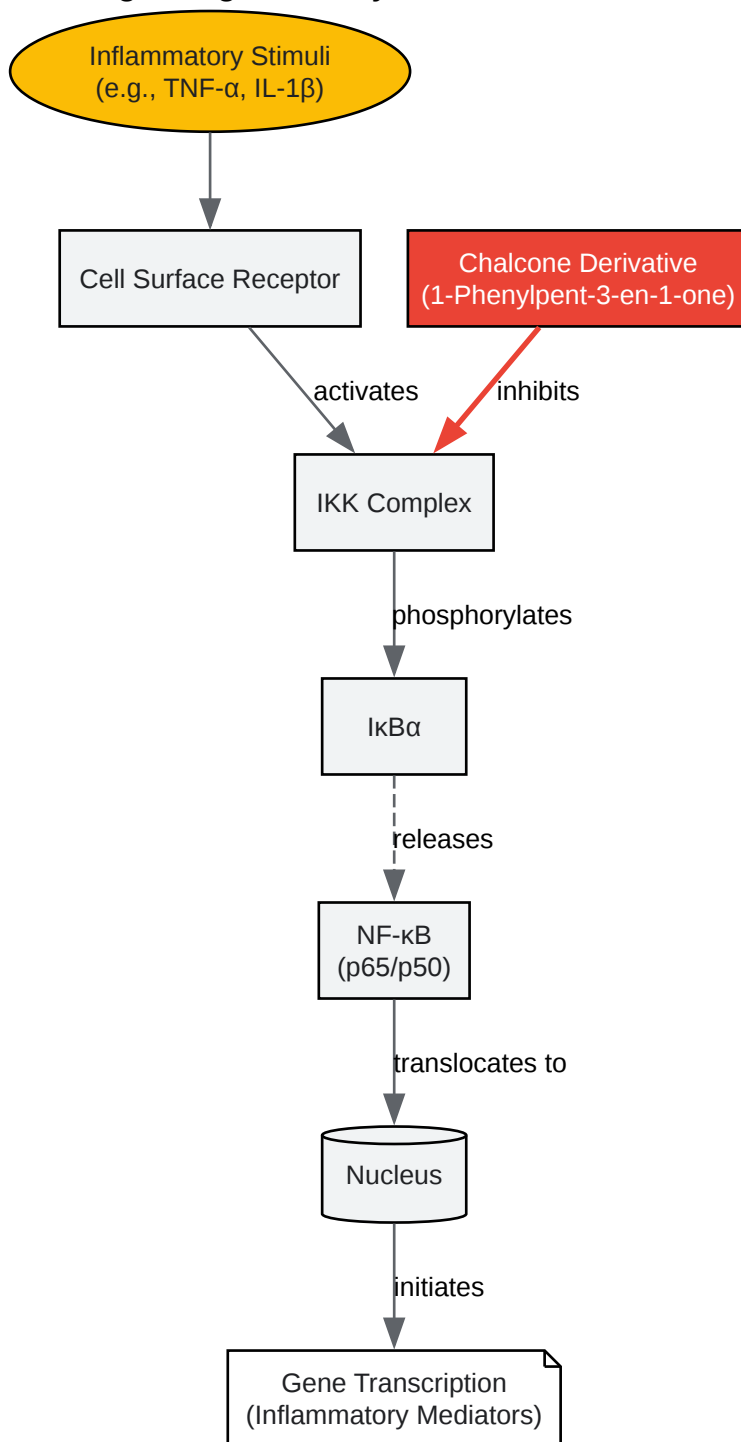 Inflammatory Stimuli
(e.g., TNF-α, IL-1β)
Cell Surface Receptor
Chalcone Derivative
(1-Phenylpent-3-en-1-one)
activates
inhibits
IKK Complex
phosphorylates
IκBα
releases
NF-κB
(p65/p50)
translocates to
Nucleus
initiates
Gene Transcription
(Inflammatory Mediators)